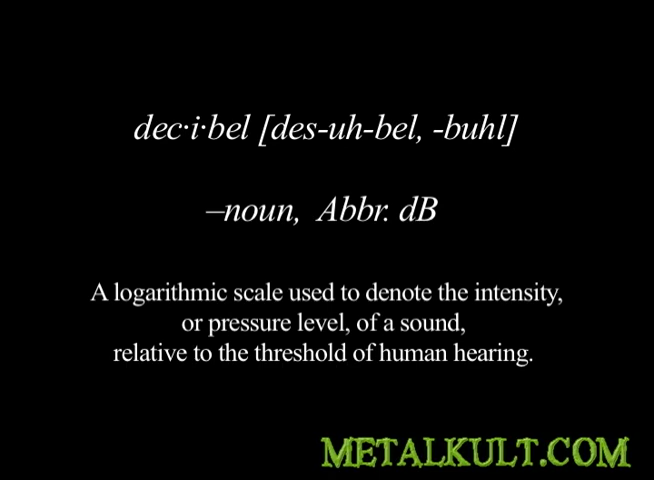 dec·i·bel [des-uh-bel, -buhl]
–noun, Abbr. dB
A logarithmic scale used to denote the intensity,
or pressure level, of a sound,
relative to the threshold of human hearing.
METALKULT.COM